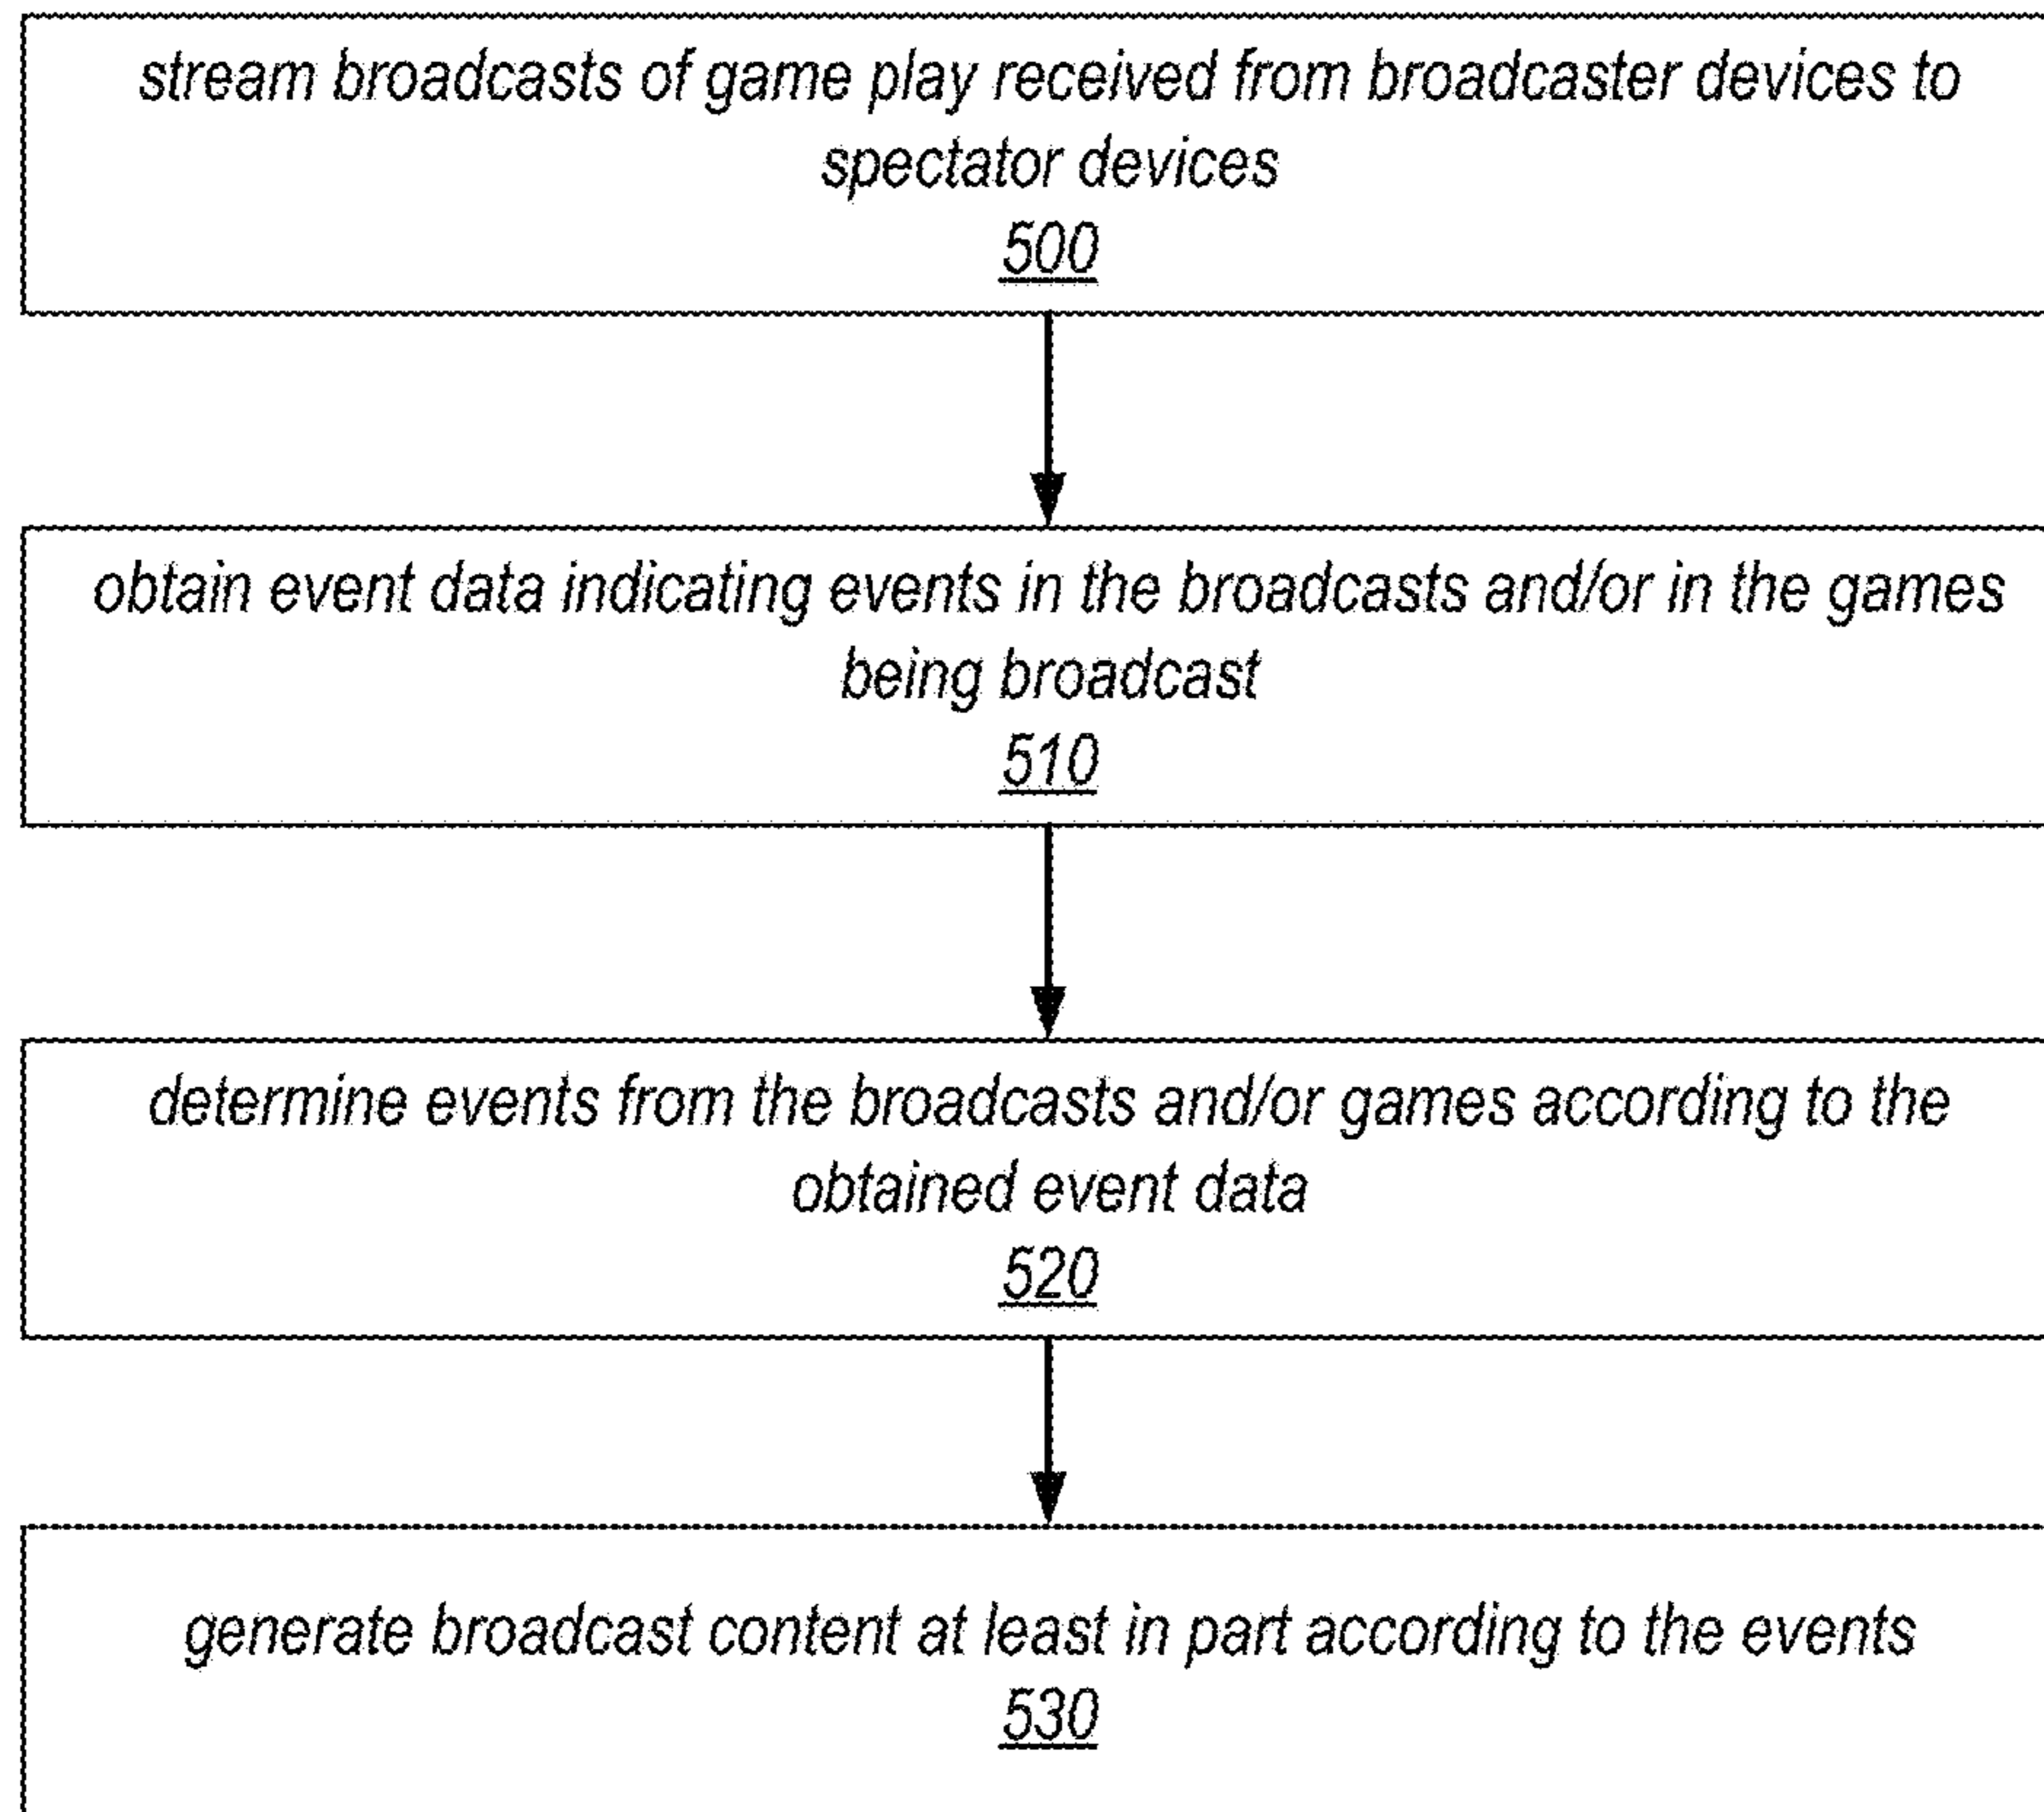 stream broadcasts of game play received from broadcaster devices to
spectator devices
500
obtain event data indicating events in the broadcasts and/or in the games
being broadcast
510
determine events from the broadcasts and/or games according to the
obtained event data
520
generate broadcast content at least in part according to the events
530